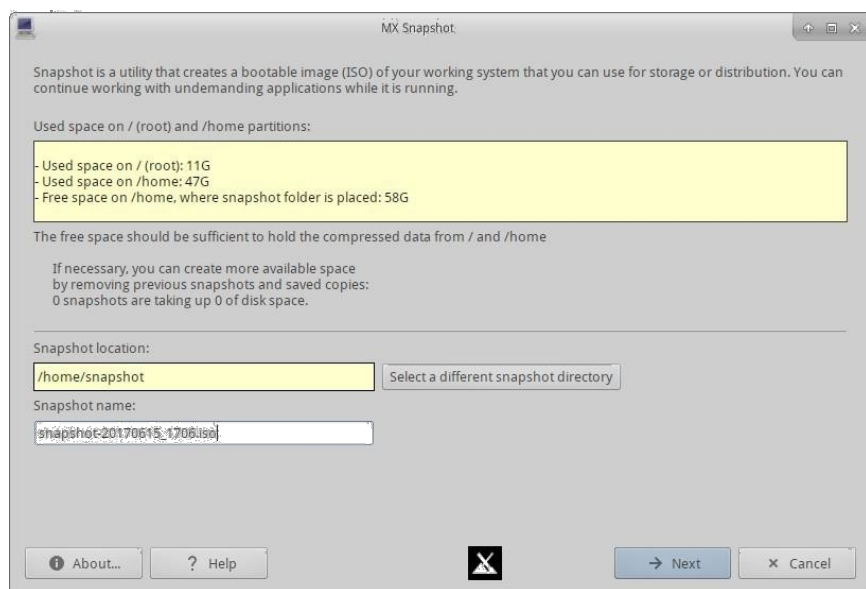 MX Snapshot
Snapshot is a utility that creates a bootable image (ISO) of your working system that you can use for storage or distribution. You can
continue working with undemanding applications while it is running.
Used space on / (root) and /home partitions:
- Used space on / (root): 11G
- Used space on /home: 47G
- Free space on /home, where snapshot folder is placed: 58G
The free space should be sufficient to hold the compressed data from / and /home
If necessary, you can create more available space
by removing previous snapshots and saved copies:
0 snapshots are taking up 0 of disk space.
Snapshot location:
/home/snapshot
Select a different snapshot directory
Snapshot name:
snapshot-20170615_1706.iso
About...
? Help
Next
Cancel